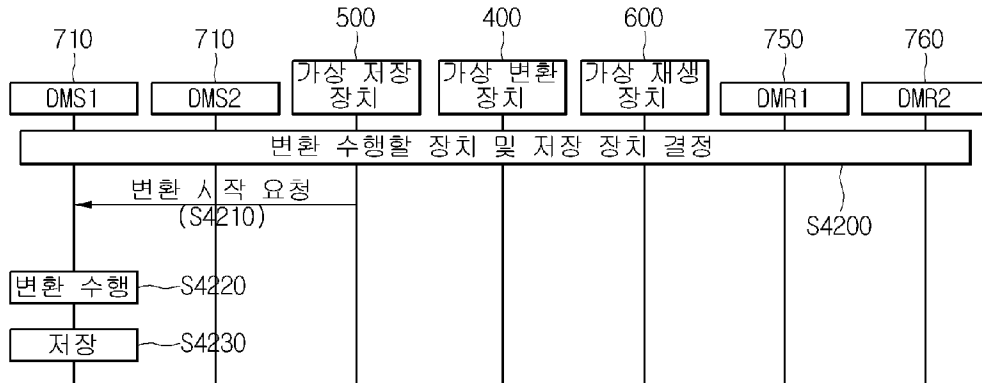 500
400
600
710
710
750
760
가상 저장
장치
가상 변환
장치
가상 재생
장치
DMS1
DMS2
DMR1
DMR2
변환 수행할 장치 및 저장 장치 결정
변환 시작 요청
(S4210)
S4200
변환 수행
S4220
저장
S4230